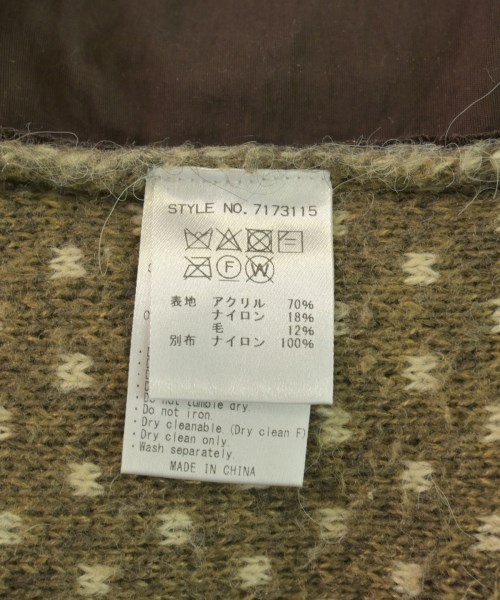 STYLE NO.7173115
F W
表地 アクリル 70%
ナイロン 18%
毛 12%
別布 ナイロン 100%
Do not tumble dry.
・Do not iron.
・Dry cleanable. (Dry clean F)
・Dry clean only.
・Wash separately.
MADE IN CHINA